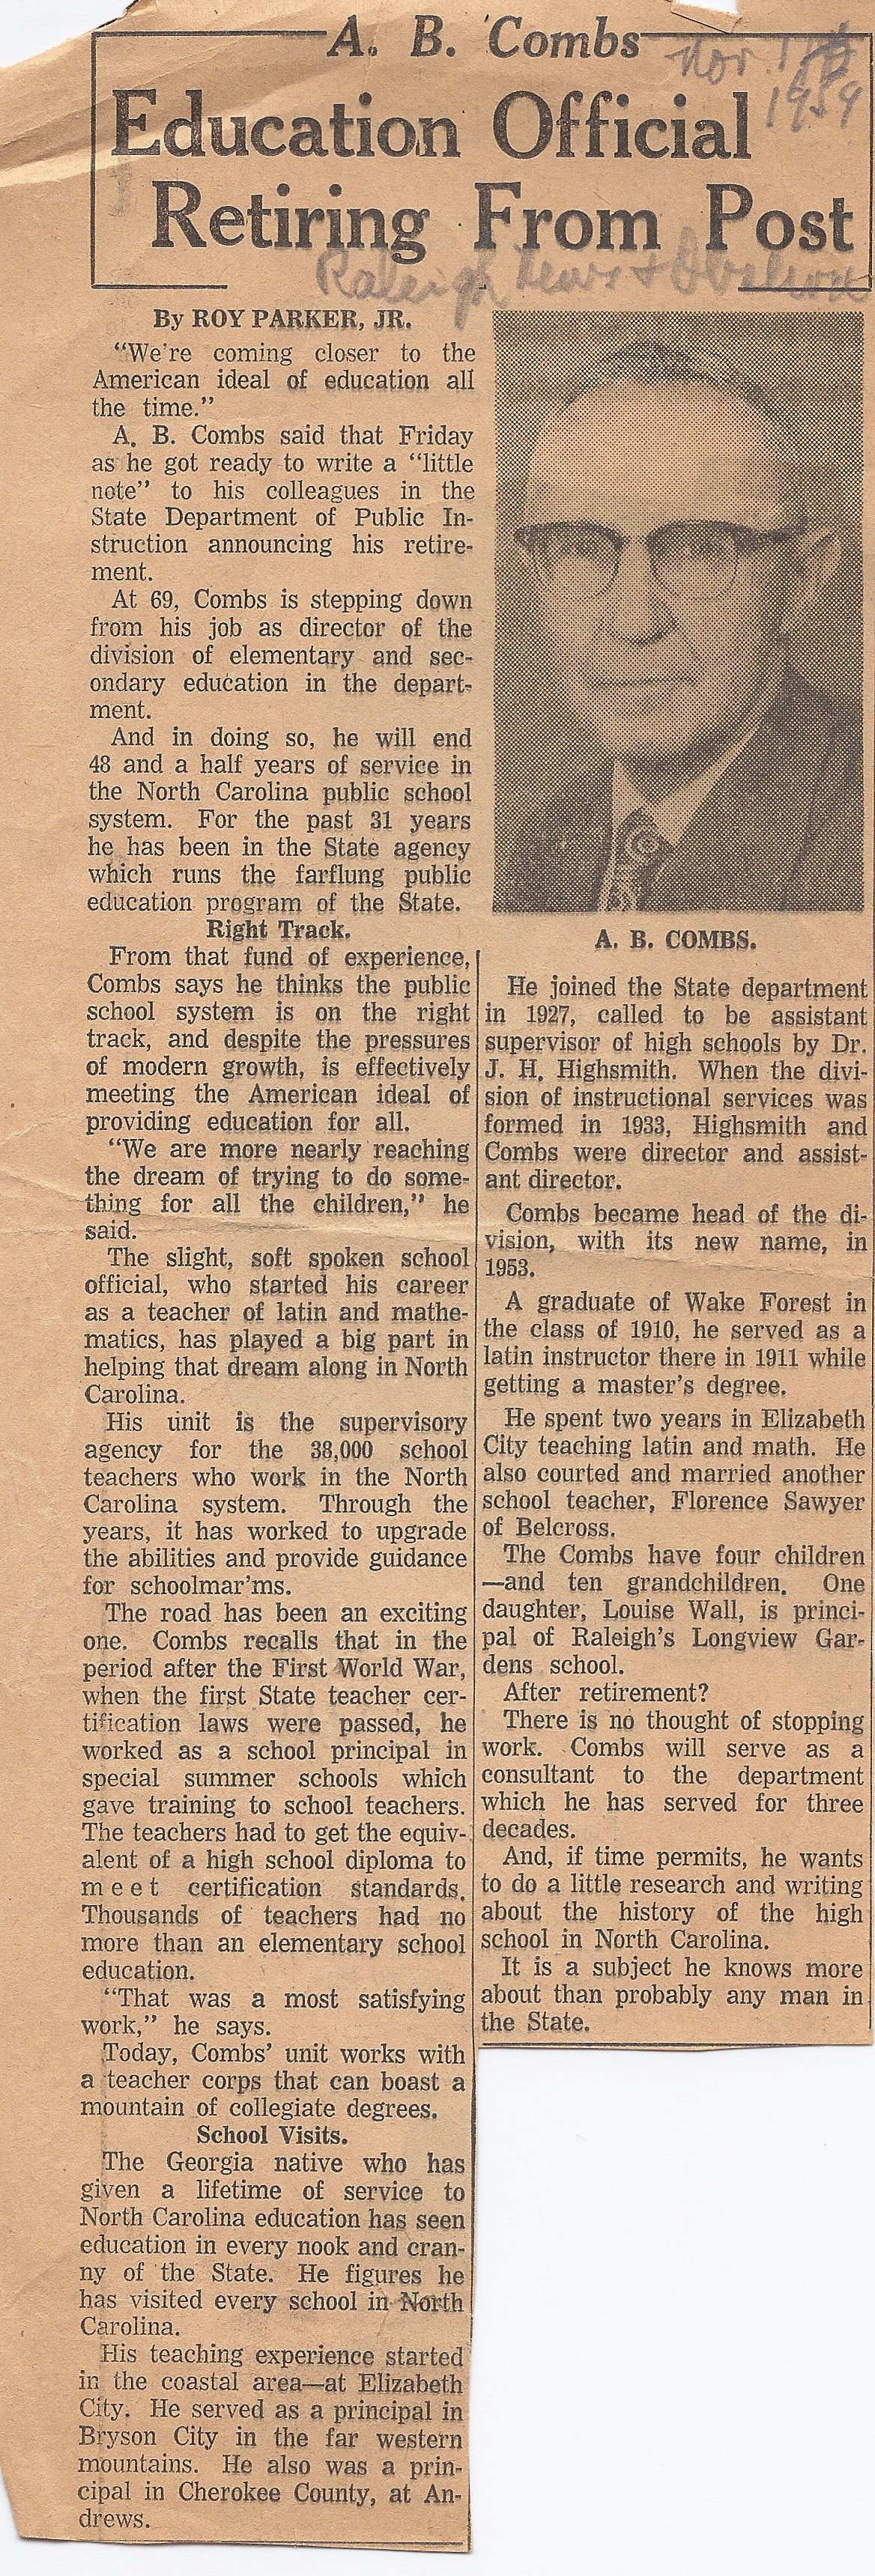 A. B. Combs
Nov.
1959
Education Official
Retiring From Post
Raleigh News & Observer
By ROY PARKER, JR.
“We're coming closer to the
American ideal of education all
the time.”
A. B. Combs said that Friday
as he got ready to write a “little
note” to his colleagues in the
State Department of Public In-
struction announcing his retire-
ment.
At 69, Combs is stepping down
from his job as director of the
division of elementary and sec-
ondary education in the depart-
ment.
And in doing so, he will end
48 and a half years of service in
the North Carolina public school
system. For the past 31 years
he has been in the State agency
which runs the farflung public
education program of the State.
Right Track.
From that fund of experience,
Combs says he thinks the public
school system is on the right
track, and despite the pressures
of modern growth, is effectively
meeting the American ideal of
providing education for all.
“We are more nearly reaching
the dream of trying to do some-
thing for all the children,” he
said.
The slight, soft spoken school
official, who started his career
as a teacher of latin and mathe-
matics, has played a big part in
helping that dream along in North
Carolina.
His unit is the supervisory
agency for the 38,000 school
teachers who work in the North
Carolina system. Through the
years, it has worked to upgrade
the abilities and provide guidance
for schoolmar'ms.
The road has been an exciting
one. Combs recalls that in the
period after the First World War,
when the first State teacher cer-
tification laws were passed, he
worked as a school principal in
special summer schools which
gave training to school teachers.
The teachers had to get the equiv-
alent of a high school diploma to
meet certification standards.
Thousands of teachers had no
more than an elementary school
education.
“That was a most satisfying
work,” he says.
Today, Combs' unit works with
a teacher corps that can boast a
mountain of collegiate degrees.
School Visits.
The Georgia native who has
given a lifetime of service to
North Carolina education has seen
education in every nook and cran-
ny of the State. He figures he
has visited every school in North
Carolina.
His teaching experience started
in the coastal area—at Elizabeth
City. He served as a principal in
Bryson City in the far western
mountains. He also was a prin-
cipal in Cherokee County, at An-
drews.
A. B. COMBS.
He joined the State department
in 1927, called to be assistant
supervisor of high schools by Dr.
J. H. Highsmith. When the divi-
sion of instructional services was
formed in 1933, Highsmith and
Combs were director and assist-
ant director.
Combs became head of the di-
vision, with its new name, in
1953.
A graduate of Wake Forest in
the class of 1910, he served as a
latin instructor there in 1911 while
getting a master's degree.
He spent two years in Elizabeth
City teaching latin and math. He
also courted and married another
school teacher, Florence Sawyer
of Belcross.
The Combs have four children
—and ten grandchildren. One
daughter, Louise Wall, is princi-
pal of Raleigh's Longview Gar-
dens school.
After retirement?
There is no thought of stopping
work. Combs will serve as a
consultant to the department
which he has served for three
decades.
And, if time permits, he wants
to do a little research and writing
about the history of the high
school in North Carolina.
It is a subject he knows more
about than probably any man in
the State.